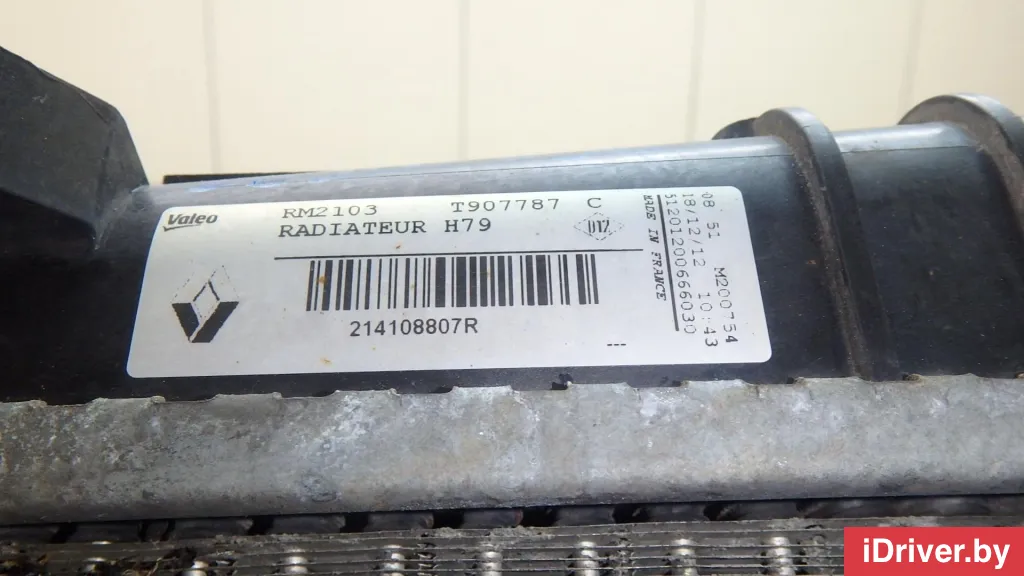 Valeo
RM2103 T907787 C
RADIATEUR H79
214108807R
---
MADE IN FRANCE
08 51 M200754
18/12/12 10:43
51201200666030
iDriver.by